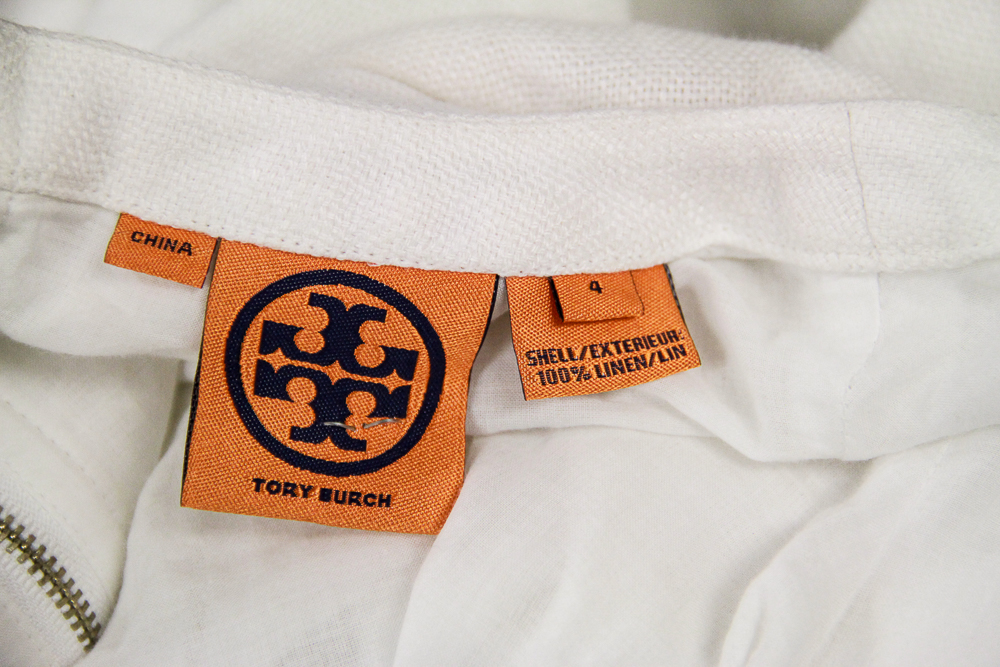 CHINA
TORY BURCH
4
SHELL/EXTERIEUR:
100% LINEN/LIN